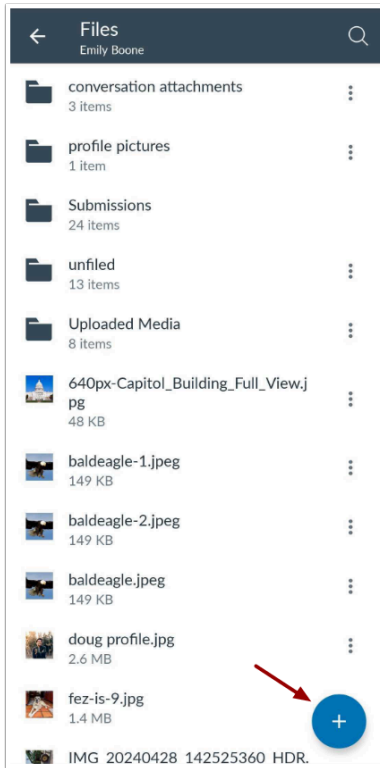 Files
Emily Boone
conversation attachments
3 items
profile pictures
1 item
Submissions
24 items
unfiled
13 items
Uploaded Media
8 items
640px-Capitol_Building_Full_View.j
pg
48 KB
baldeagle-1.jpeg
149 KB
baldeagle-2.jpeg
149 KB
baldeagle.jpeg
149 KB
doug profile.jpg
2.6 MB
fez-is-9.jpg
1.4 MB
IMG_20240428_142525360_HDR.